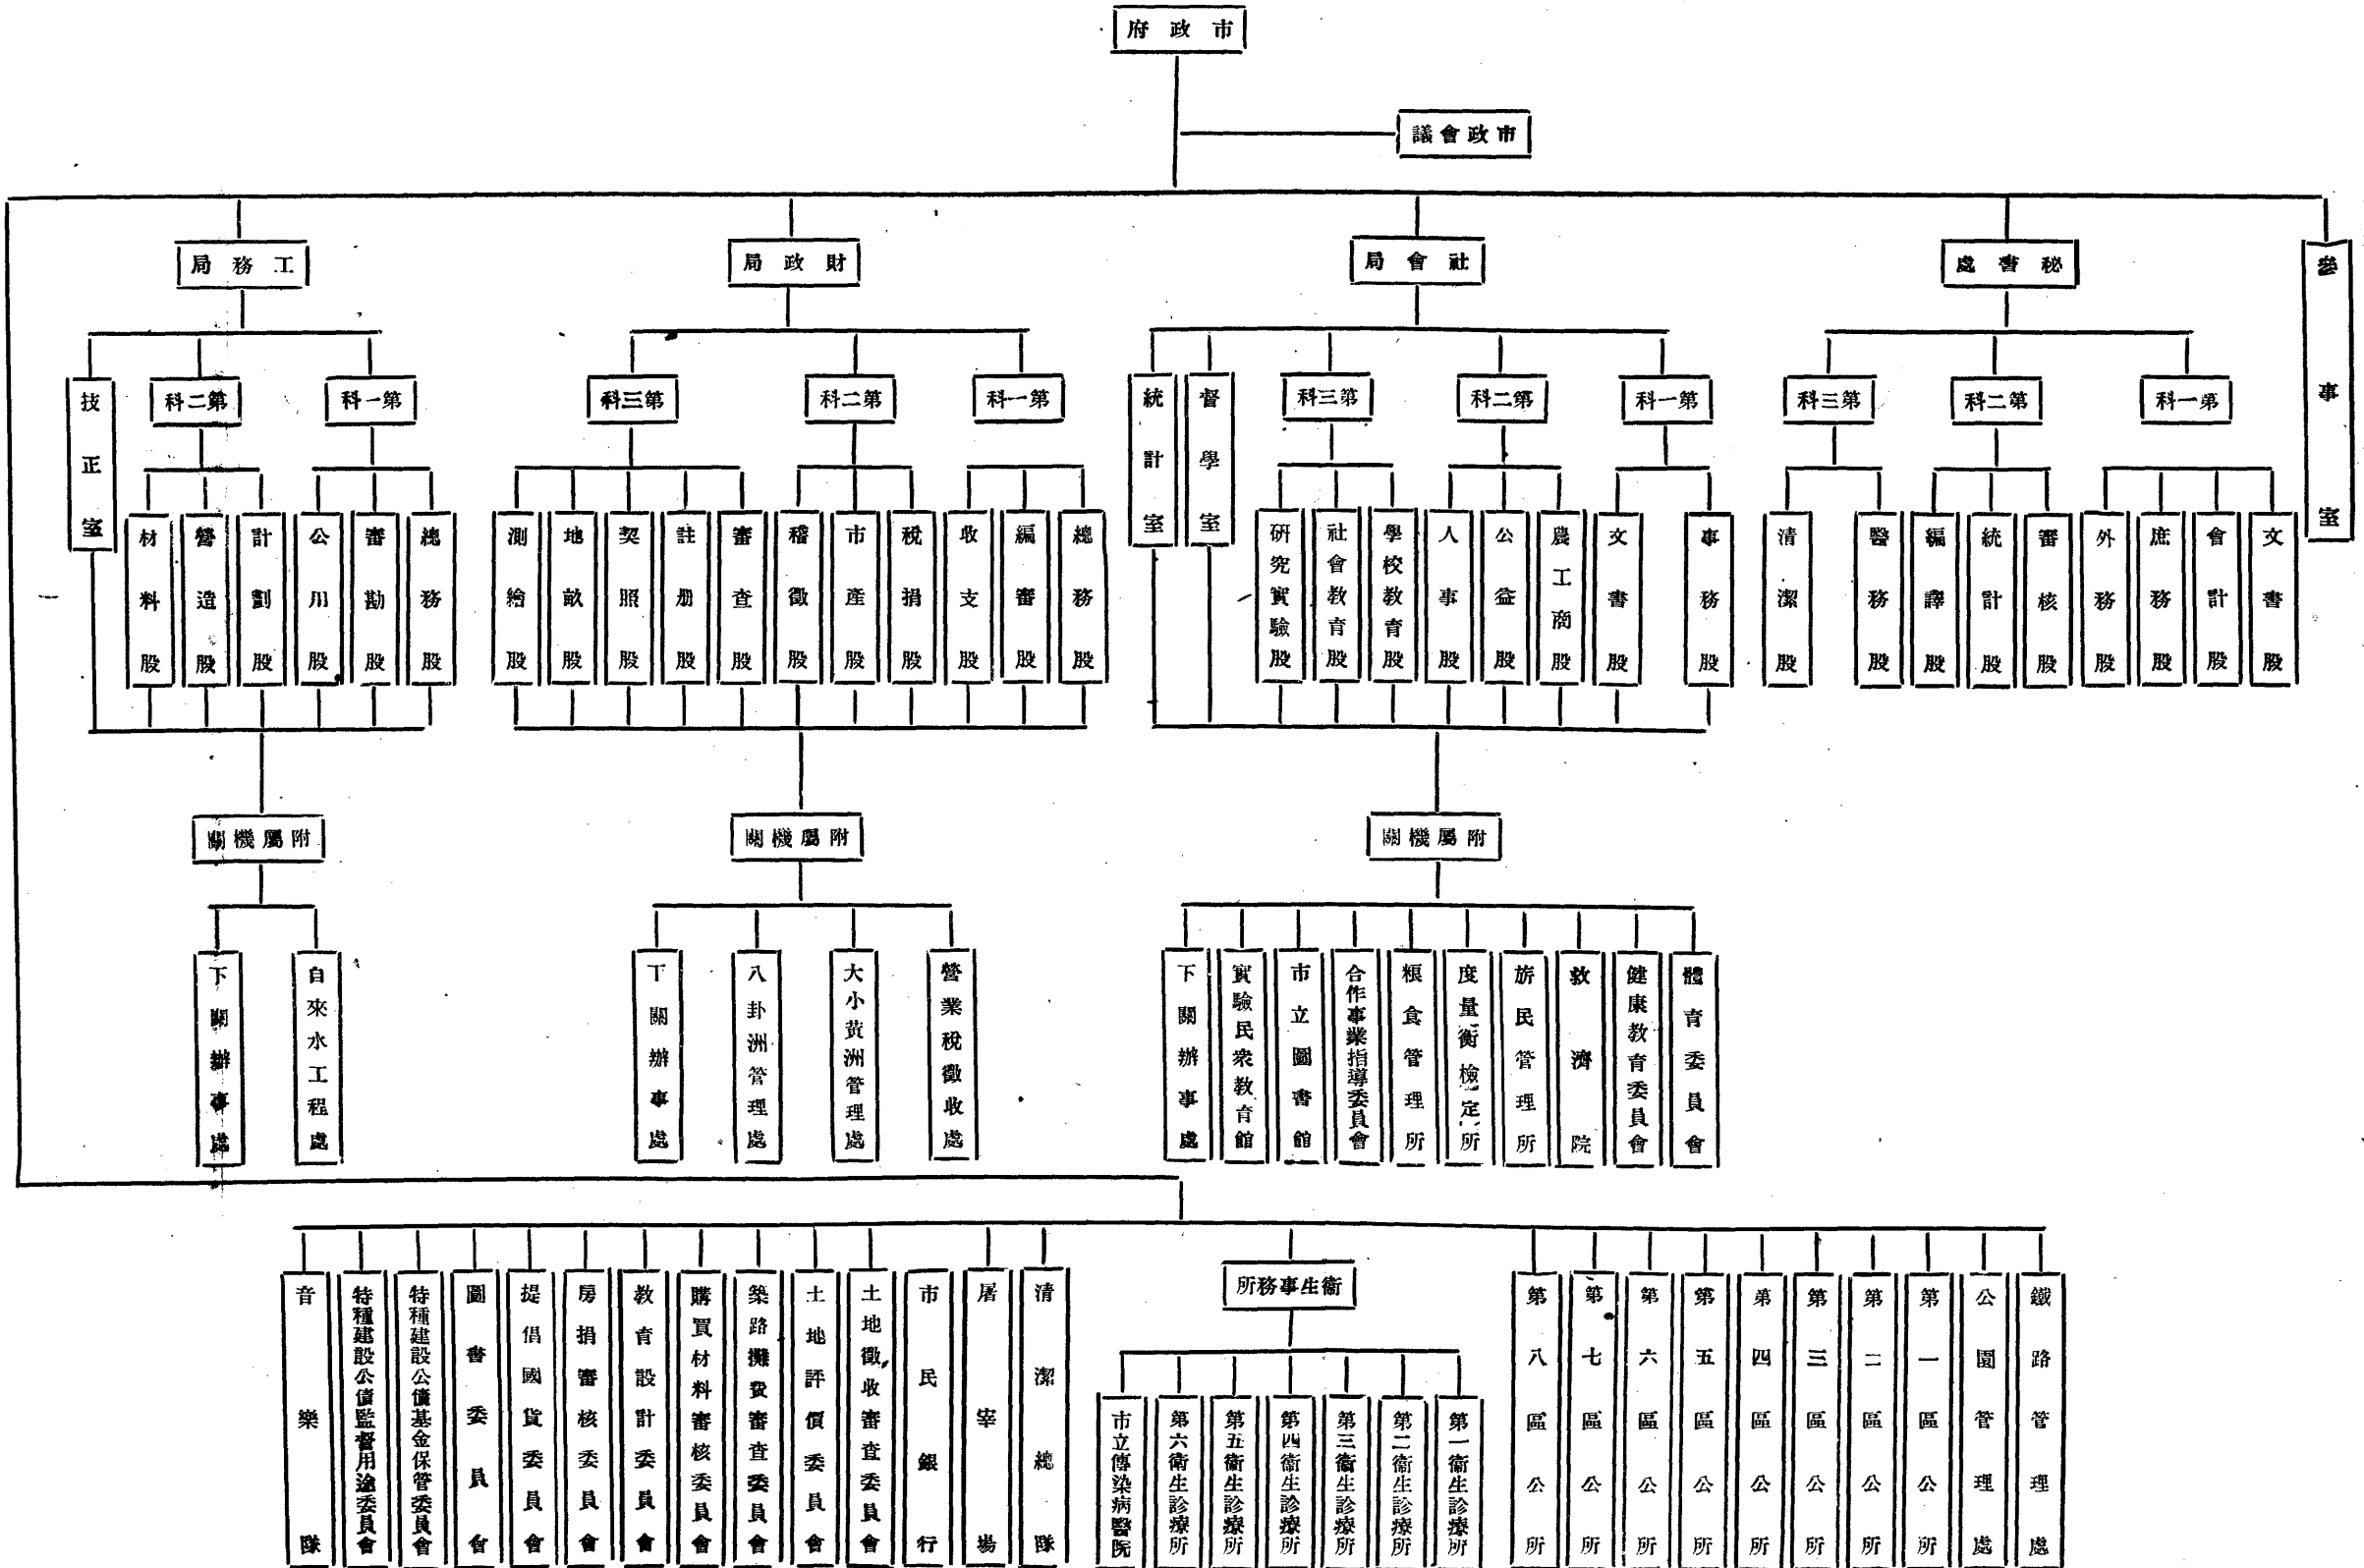 市政府
市政會議
參事室
秘書處
社會局
財政局
工務局
第一科
第二科
第三科
第一科
第二科
第三科
督學室
統計室
第一科
第二科
第三科
第一科
第二科
技正室
文書股
會計股
庶務股
外務股
審核股
統計股
編譯股
醫務股
清潔股
事務股
文書股
農工商股
公益股
人事股
學校教育股
社會教育股
研究實驗股
總務股
編審股
收支股
稅捐股
市產股
稽徵股
審查股
註册股
契照股
地畝股
測繪股
總務股
審勘股
公用股
計劃股
營造股
材料股
附屬機關
附屬機關
附屬機關
體育委員會
健康教育委員會
救濟院
旅民管理所
度量衡檢定所
粮食管理所
合作事業指導委員會
市立圖書館
實驗民衆教育館
下關辦事處
營業稅徵收處
大小黃洲管理處
八卦洲管理處
下關辦事處
自來水工程處
下關辦事處
鐵路管理處
公園管理處
第一區公所
第二區公所
第三區公所
第四區公所
第五區公所
第六區公所
第七區公所
第八區公所
衞生事務所
第一衞生診療所
第二衞生診療所
第三衞生診療所
第四衞生診療所
第五衞生診療所
第六衞生診療所
市立傳染病醫院
清潔總隊
屠宰場
市民銀行
土地徵收審查委員會
土地評價委員會
築路攤費審查委員會
購買材料審核委員會
教育設計委員會
房捐審核委員會
提倡國貨委員會
圖書委員會
特種建設公債基金保管委員會
特種建設公債監督用途委員會
音樂隊